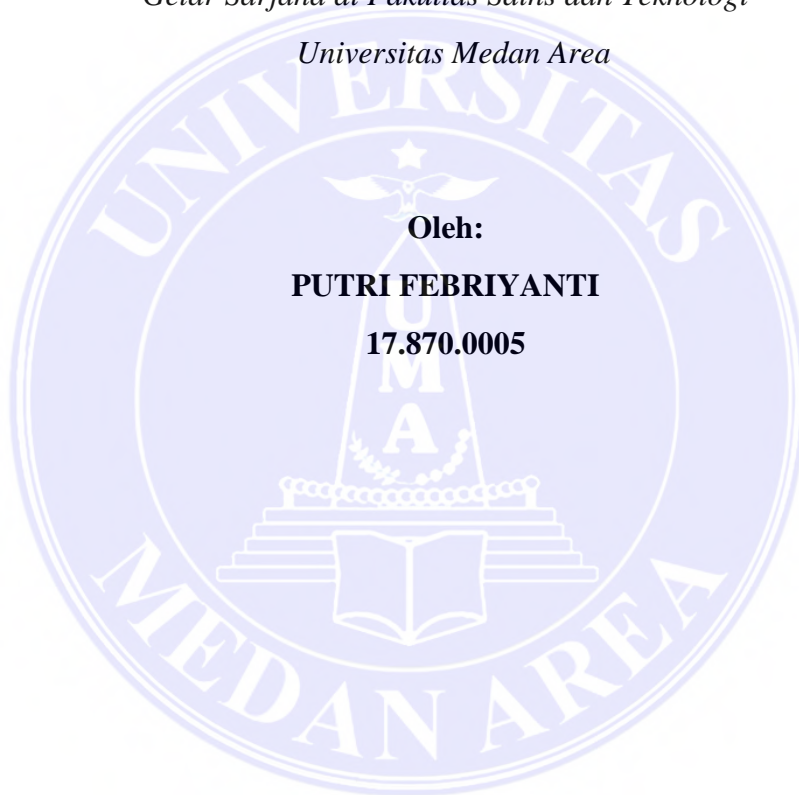 Gelar Sarjana di Fakultas Sains dan Teknologi
Universitas Medan Area
UNIVERSITAS
Oleh:
PUTRI FEBRIYANTI
17.870.0005
U
M
A
MEDAN AREA